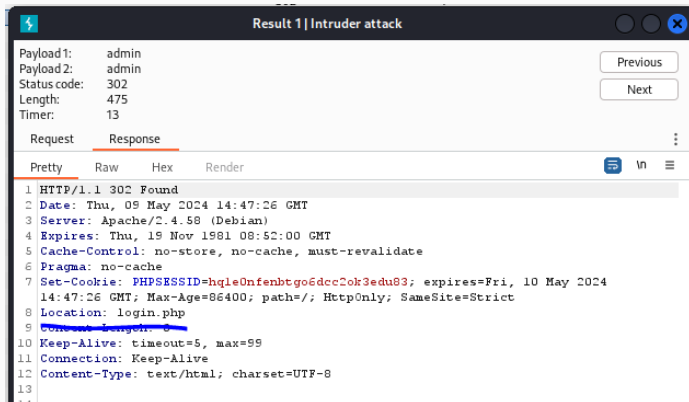 Result 1 | Intruder attack
Payload 1: admin
Payload 2: admin
Status code: 302
Length: 475
Timer: 13
Previous
Next
Request Response
Pretty Raw Hex Render
\n
1 HTTP/1.1 302 Found
2 Date: Thu, 09 May 2024 14:47:26 GMT
3 Server: Apache/2.4.58 (Debian)
4 Expires: Thu, 19 Nov 1981 08:52:00 GMT
5 Cache-Control: no-store, no-cache, must-revalidate
6 Pragma: no-cache
7 Set-Cookie: PHPSESSID=hqle0nfenbtgo6dcc2ok3edu83; expires=Fri, 10 May 2024
14:47:26 GMT; Max-Age=86400; path=/; HttpOnly; SameSite=Strict
8 Location: login.php
9 Content-Length: 0
10 Keep-Alive: timeout=5, max=99
11 Connection: Keep-Alive
12 Content-Type: text/html; charset=UTF-8
13